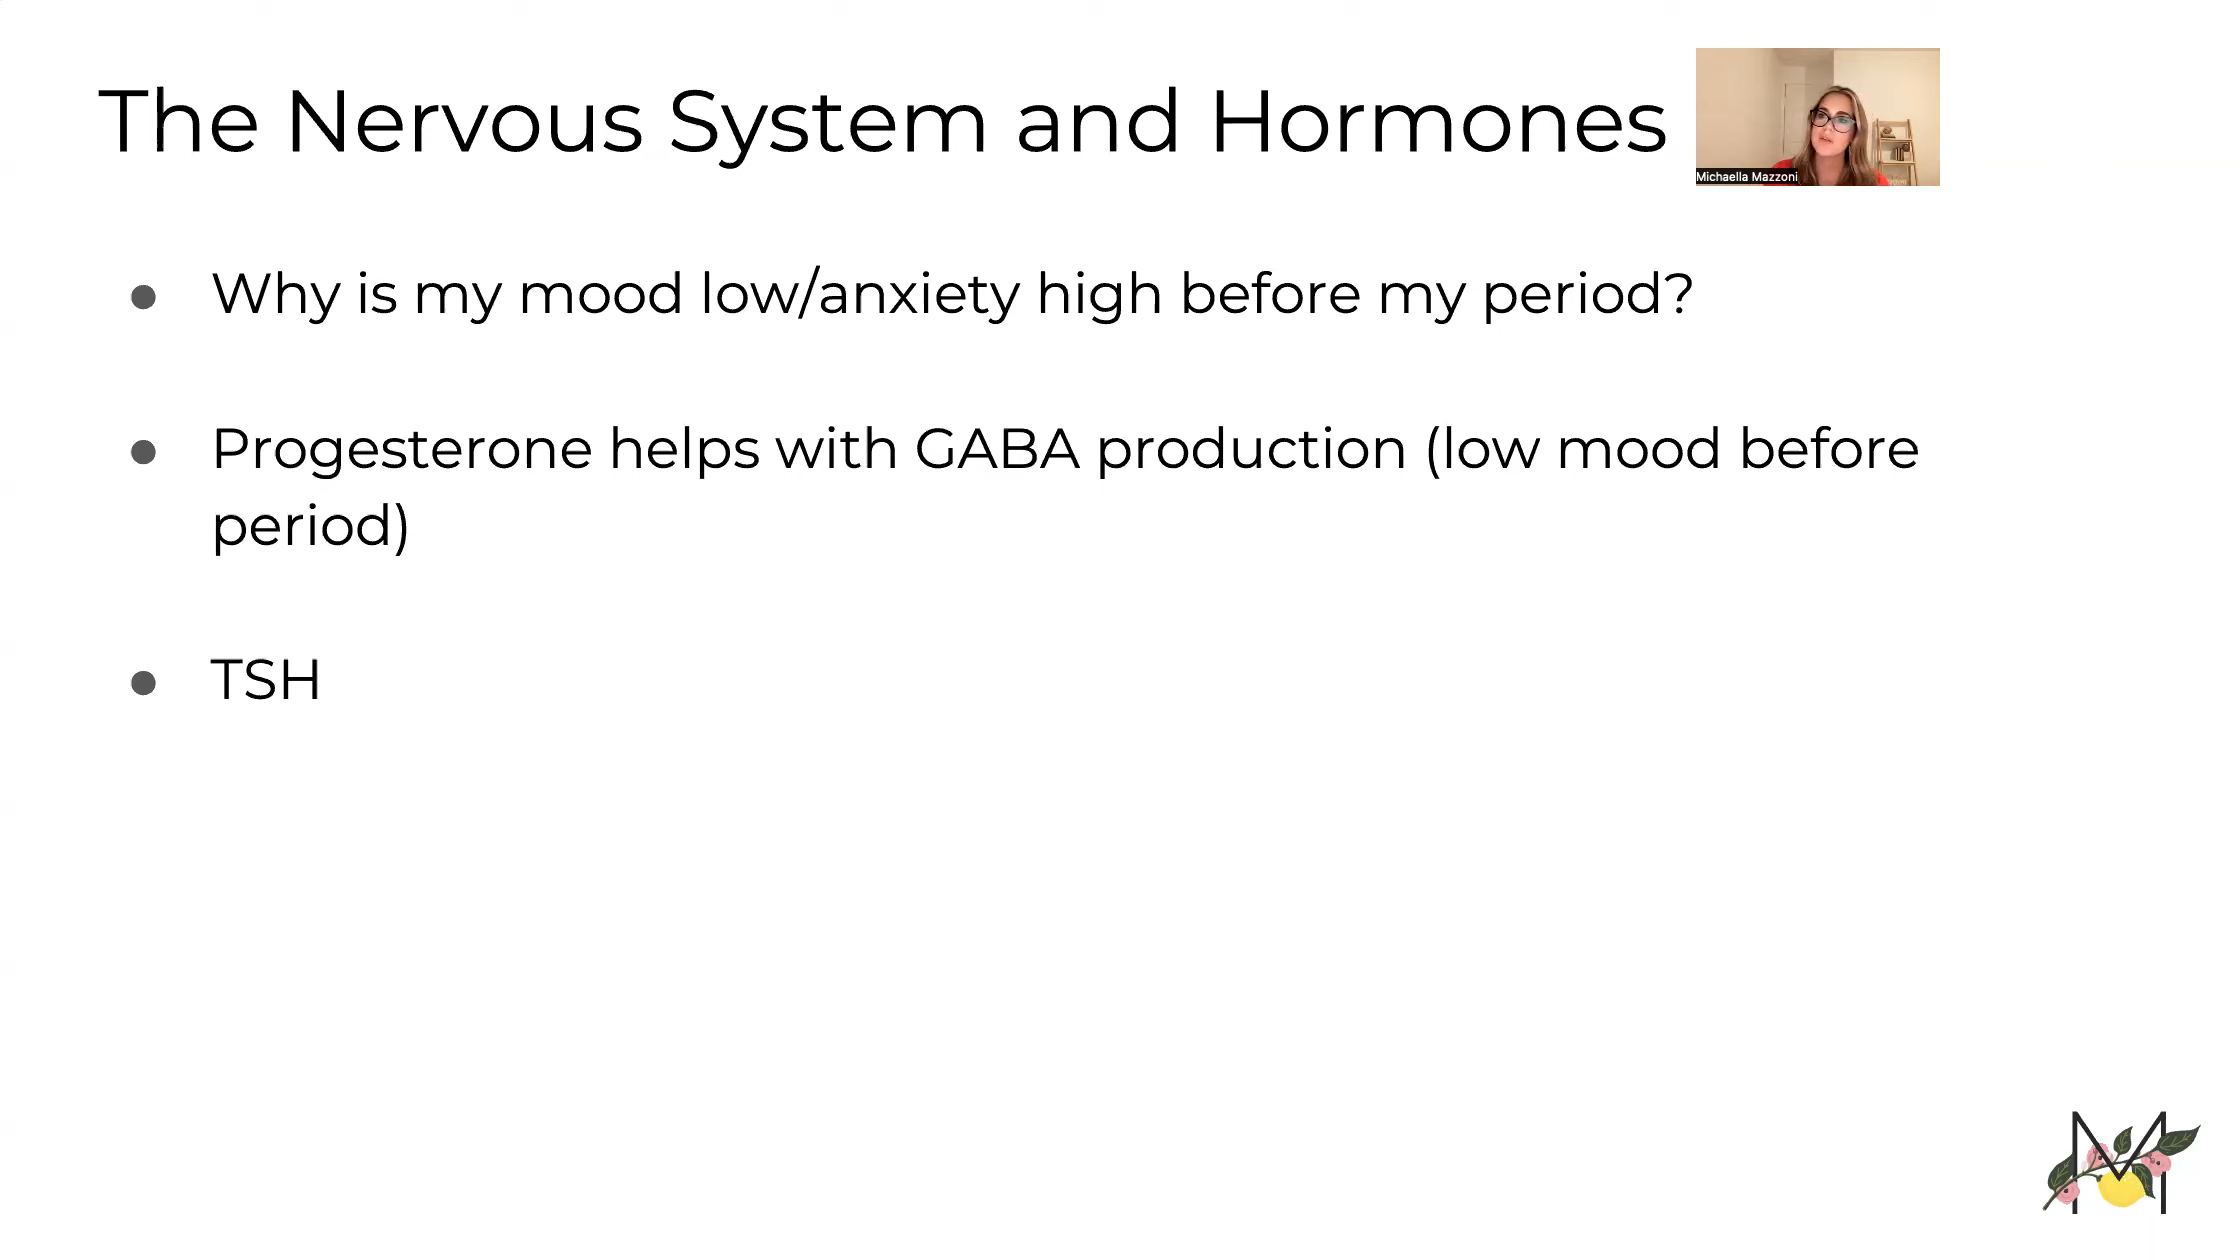 The Nervous System and Hormones
Michaella Mazzoni
● Why is my mood low/anxiety high before my period?
● Progesterone helps with GABA production (low mood before
period)
● TSH
M